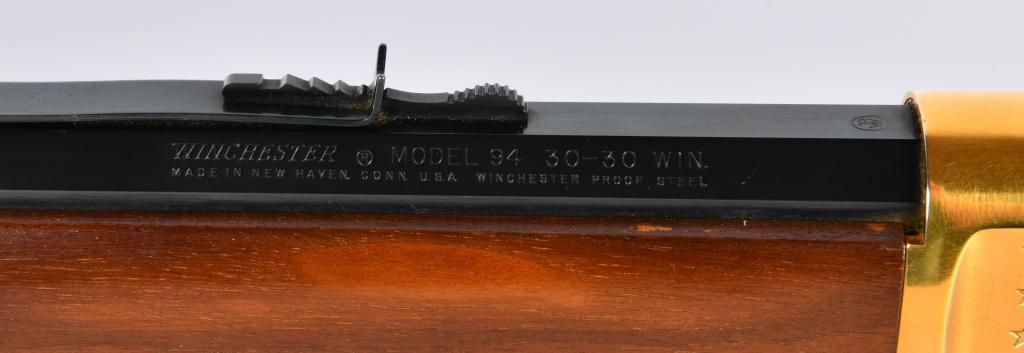 WINCHESTER ® MODEL 94 30-30 WIN.
MADE IN NEW HAVEN, CONN. U.S.A. WINCHESTER PROOF STEEL